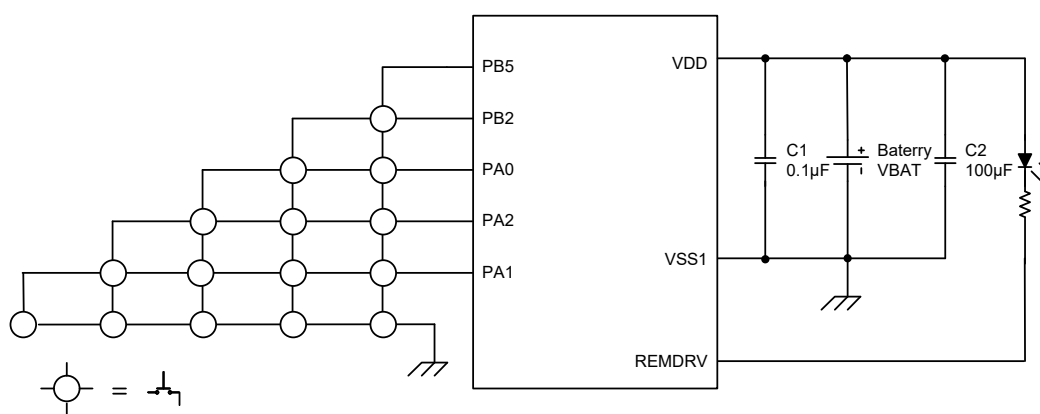 PB5
PB2
PA0
PA2
PA1
VDD
VSS1
REMDRV
C1
0.1μF
+
Baterry
VBAT
-
C2
100μF
=